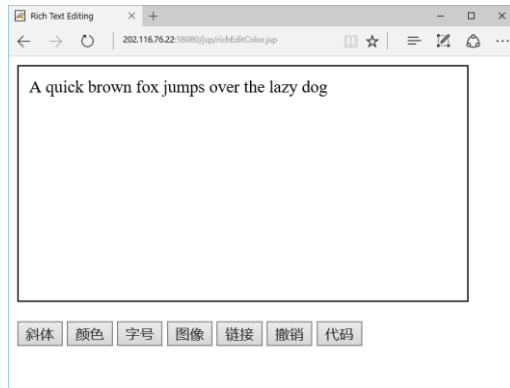 Rich Text Editing
202.116.76.22:58080/jsp/richEditColor.jsp
A quick brown fox jumps over the lazy dog
斜体 颜色 字号 图像 链接 撤销 代码